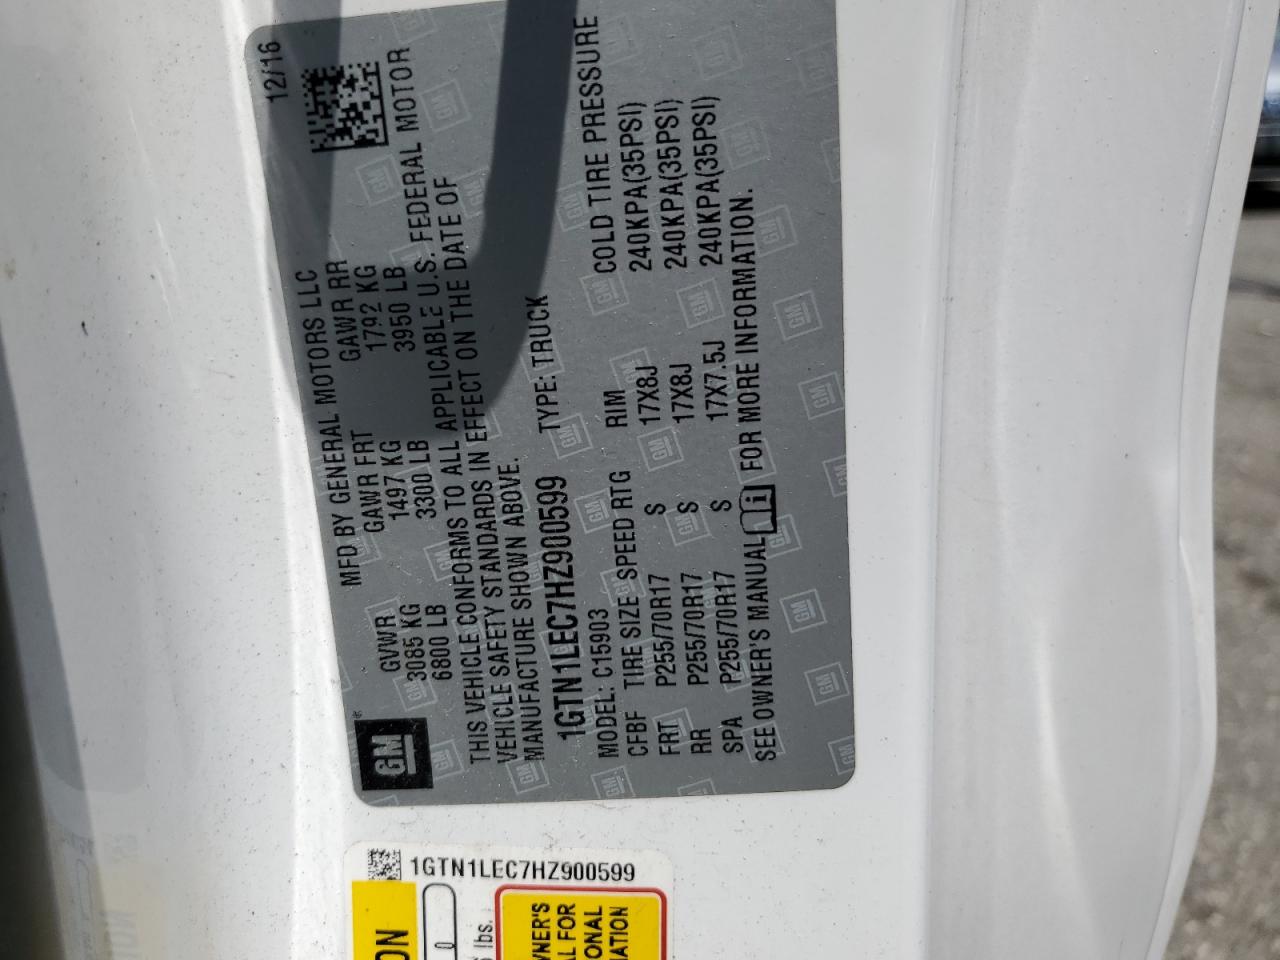 12/16
MFD BY GENERAL MOTORS LLC
GVWR GAWR FRT GAWR RR
3085 KG 1497 KG 1792 KG
6800 LB 3300 LB 3950 LB
THIS VEHICLE CONFORMS TO ALL APPLICABLE U.S. FEDERAL MOTOR
VEHICLE SAFETY STANDARDS IN EFFECT ON THE DATE OF
MANUFACTURE SHOWN ABOVE.
1GTN1LEC7HZ900599 TYPE: TRUCK
MODEL: C15903
CFBF TIRE SIZE SPEED RTG RIM COLD TIRE PRESSURE
FRT P255/70R17 S 17X8J 240KPA(35PSI)
RR P255/70R17 S 17X8J 240KPA(35PSI)
SPA P255/70R17 S 17X7.5J 240KPA(35PSI)
SEE OWNER'S MANUAL i FOR MORE INFORMATION.
GM
1GTN1LEC7HZ900599
0
lbs.